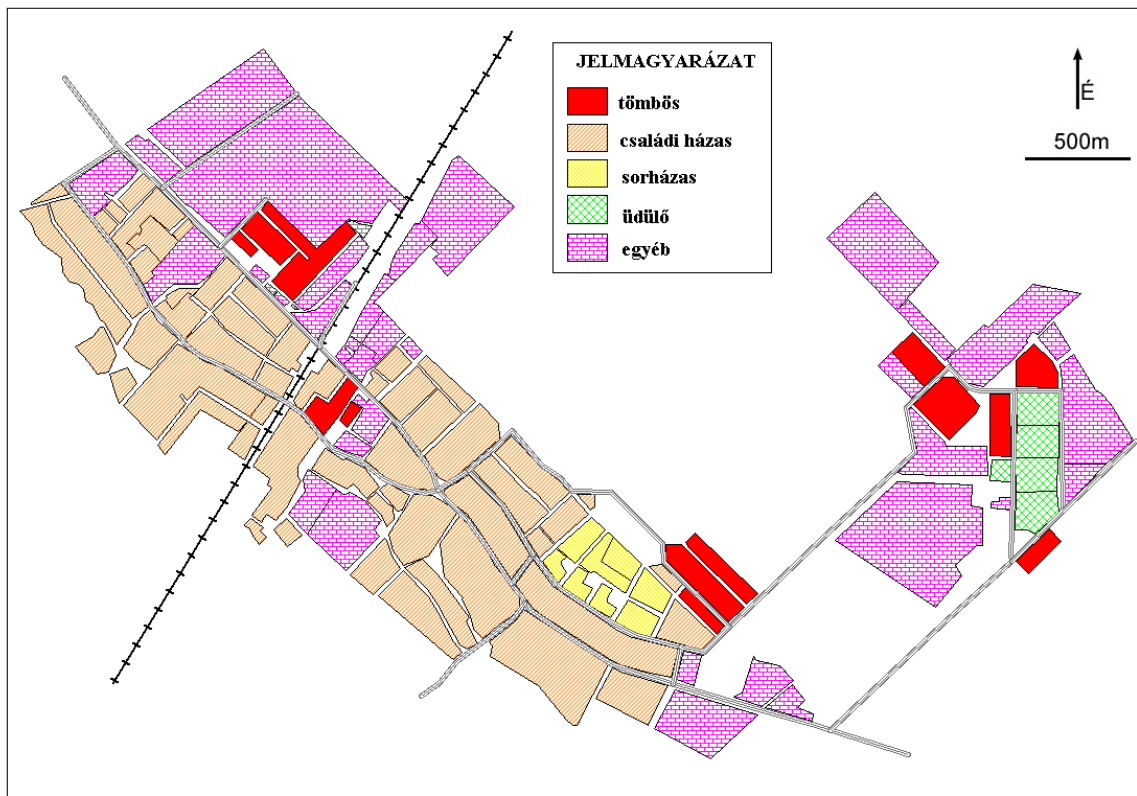 JELMAGYARÁZAT
tömbös
családi házas
sorházas
üdülő
egyéb
É
500m